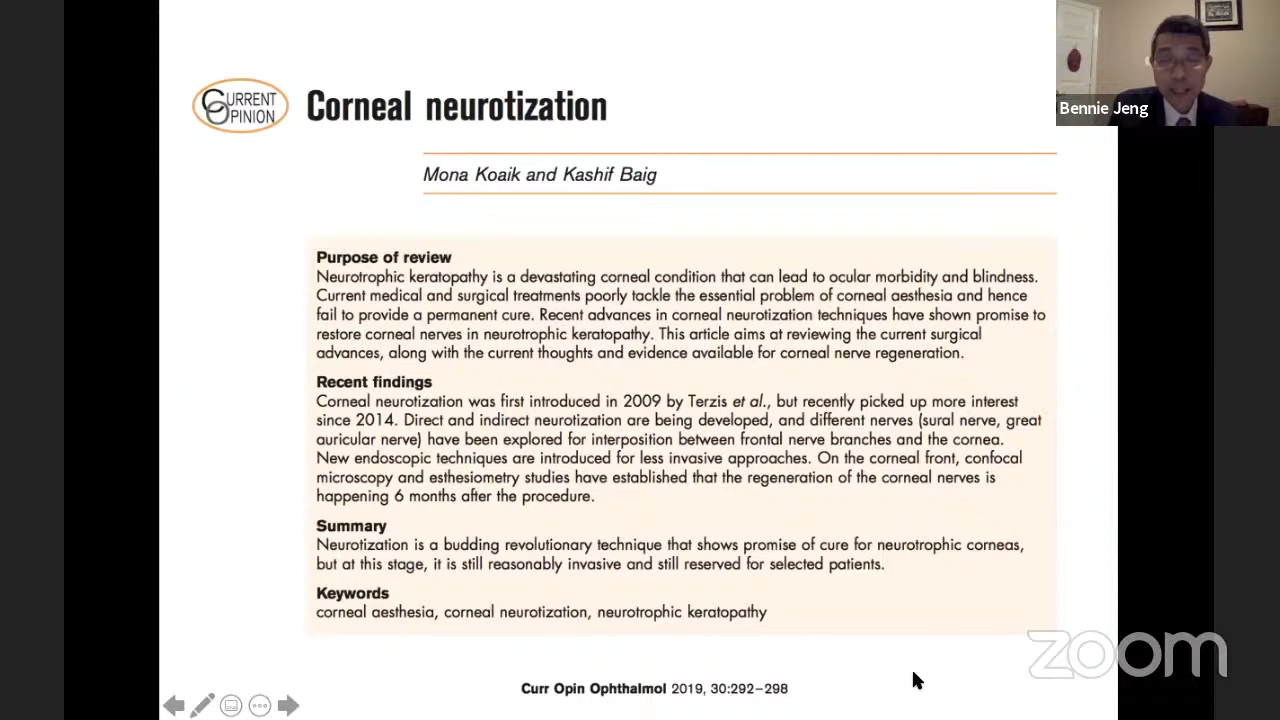 Bennie Jeng
CURRENT
OPINION
Corneal neurotization
Mona Koaik and Kashif Baig
Purpose of review
Neurotrophic keratopathy is a devastating corneal condition that can lead to ocular morbidity and blindness.
Current medical and surgical treatments poorly tackle the essential problem of corneal aesthesia and hence
fail to provide a permanent cure. Recent advances in corneal neurotization techniques have shown promise to
restore corneal nerves in neurotrophic keratopathy. This article aims at reviewing the current surgical
advances, along with the current thoughts and evidence available for corneal nerve regeneration.
Recent findings
Corneal neurotization was first introduced in 2009 by Terzis et al., but recently picked up more interest
since 2014. Direct and indirect neurotization are being developed, and different nerves (sural nerve, great
auricular nerve) have been explored for interposition between frontal nerve branches and the cornea.
New endoscopic techniques are introduced for less invasive approaches. On the corneal front, confocal
microscopy and esthesiometry studies have established that the regeneration of the corneal nerves is
happening 6 months after the procedure.
Summary
Neurotization is a budding revolutionary technique that shows promise of cure for neurotrophic corneas,
but at this stage, it is still reasonably invasive and still reserved for selected patients.
Keywords
corneal aesthesia, corneal neurotization, neurotrophic keratopathy
zoom
Curr Opin Ophthalmol 2019, 30:292–298